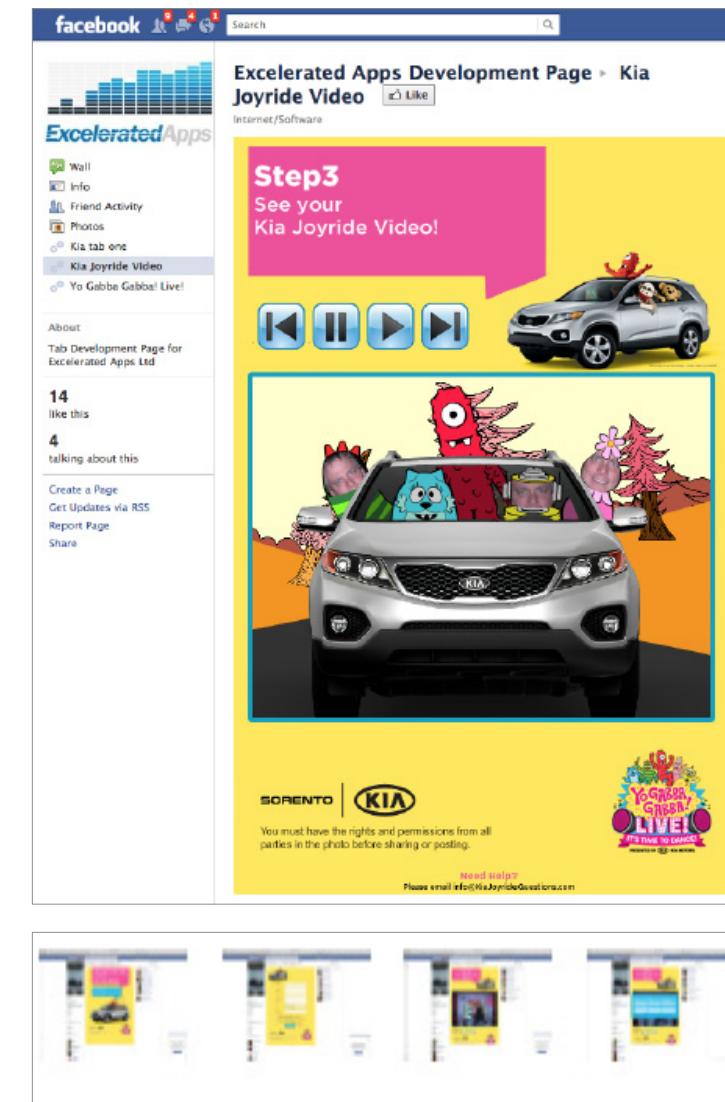 facebook
9
4
1
Search
Excelerated Apps Development Page ▸ Kia
Joyride Video Like
Internet/Software
ExceleratedApps
Wall
Info
Friend Activity
Photos
Kia tab one
Kia Joyride Video
Yo Gabba Gabba! Live!
About
Tab Development Page for
Excelerated Apps Ltd
14
like this
4
talking about this
Create a Page
Get Updates via RSS
Report Page
Share
Step3
See your
Kia Joyride Video!
KIA
SORENTO KIA
You must have the rights and permissions from all
parties in the photo before sharing or posting.
YO GABBA
GABBA!
LIVE!
IT'S TIME TO DANCE!
Need Help?
Please email info@KiaJoyrideQuestions.com